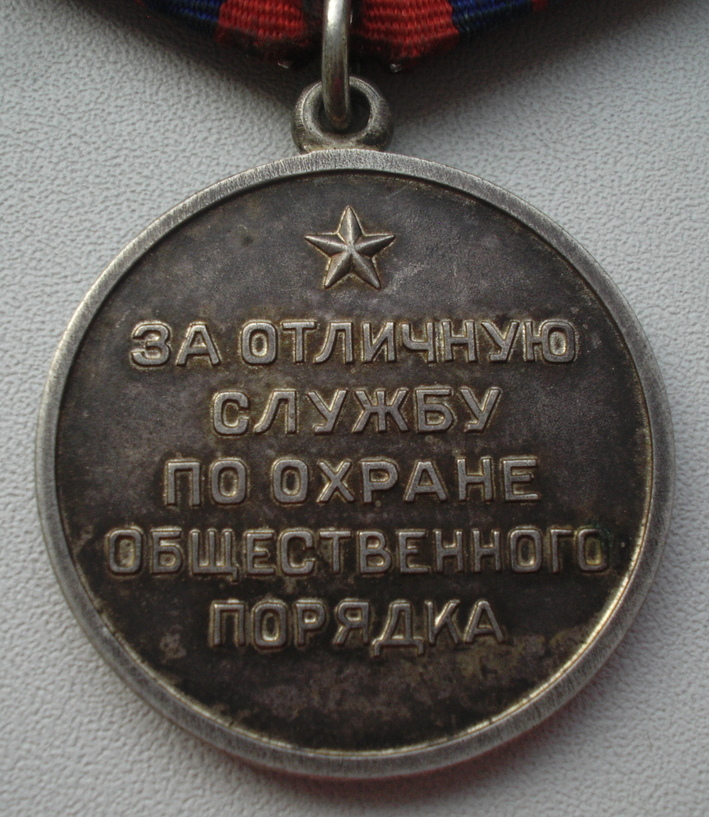 ЗА ОТЛИЧНУЮ
СЛУЖБУ
ПО ОХРАНЕ
ОБЩЕСТВЕННОГО
ПОРЯДКА